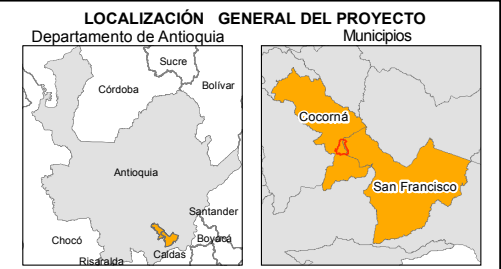 LOCALIZACIÓN GENERAL DEL PROYECTO
Departamento de Antioquia
Municipios
Sucre
Córdoba
Bolívar
Antioquia
Santander
Chocó
Boyacá
Caldas
Risaralda
Cocorná
San Francisco